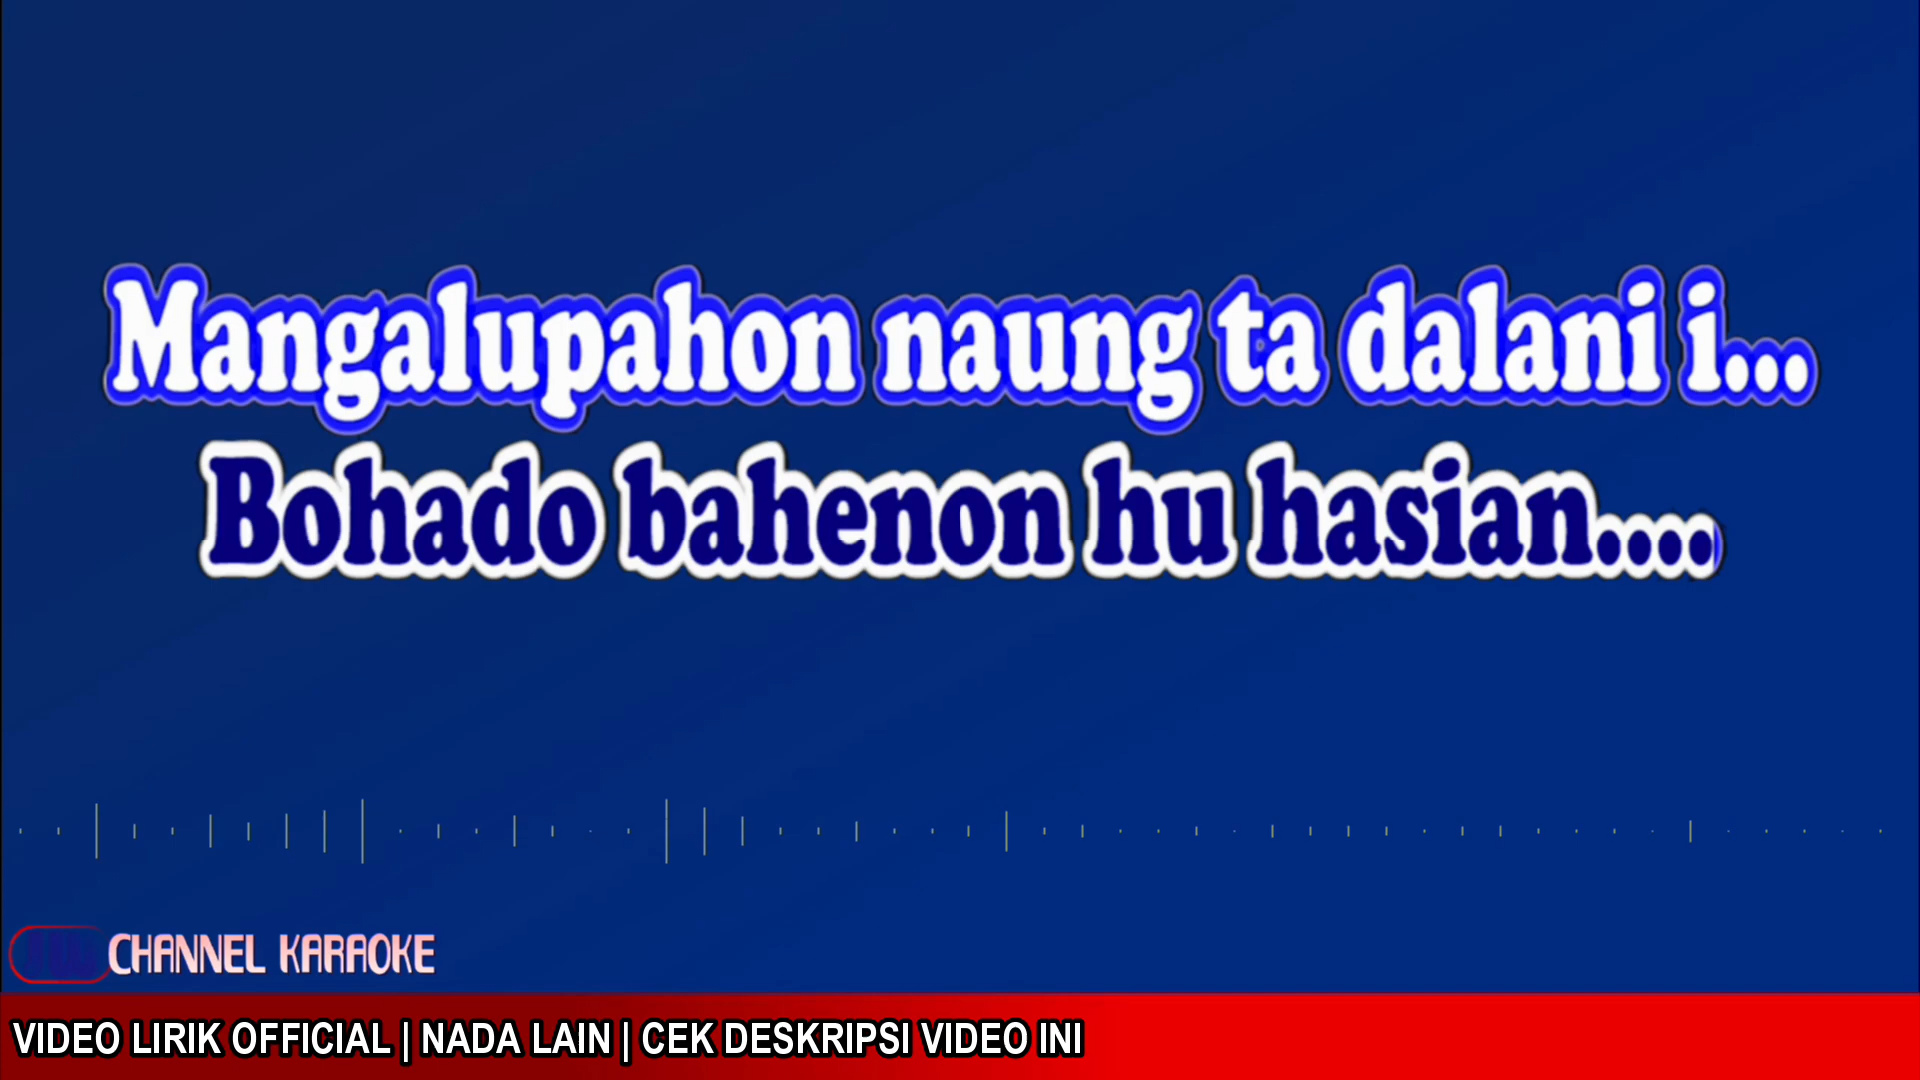 Mangalupahon naung ta dalani i...
Bohado bahenon hu hasian....
CHANNEL KARAOKE
VIDEO LIRIK OFFICIAL | NADA LAIN | CEK DESKRIPSI VIDEO INI